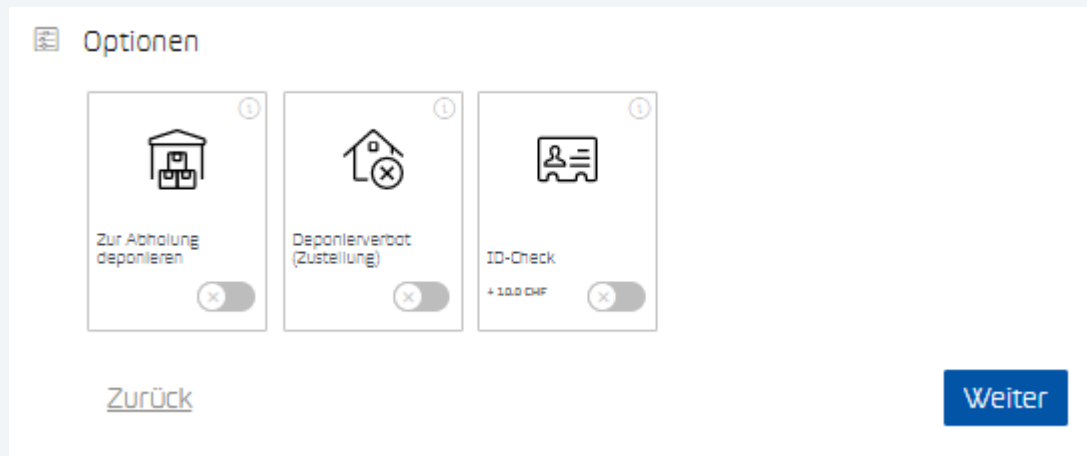 Optionen
Zur Abholung
deponieren
Deponierverbot
(Zustellung)
ID-Check
+ 10.0 CHF
Zurück
Weiter